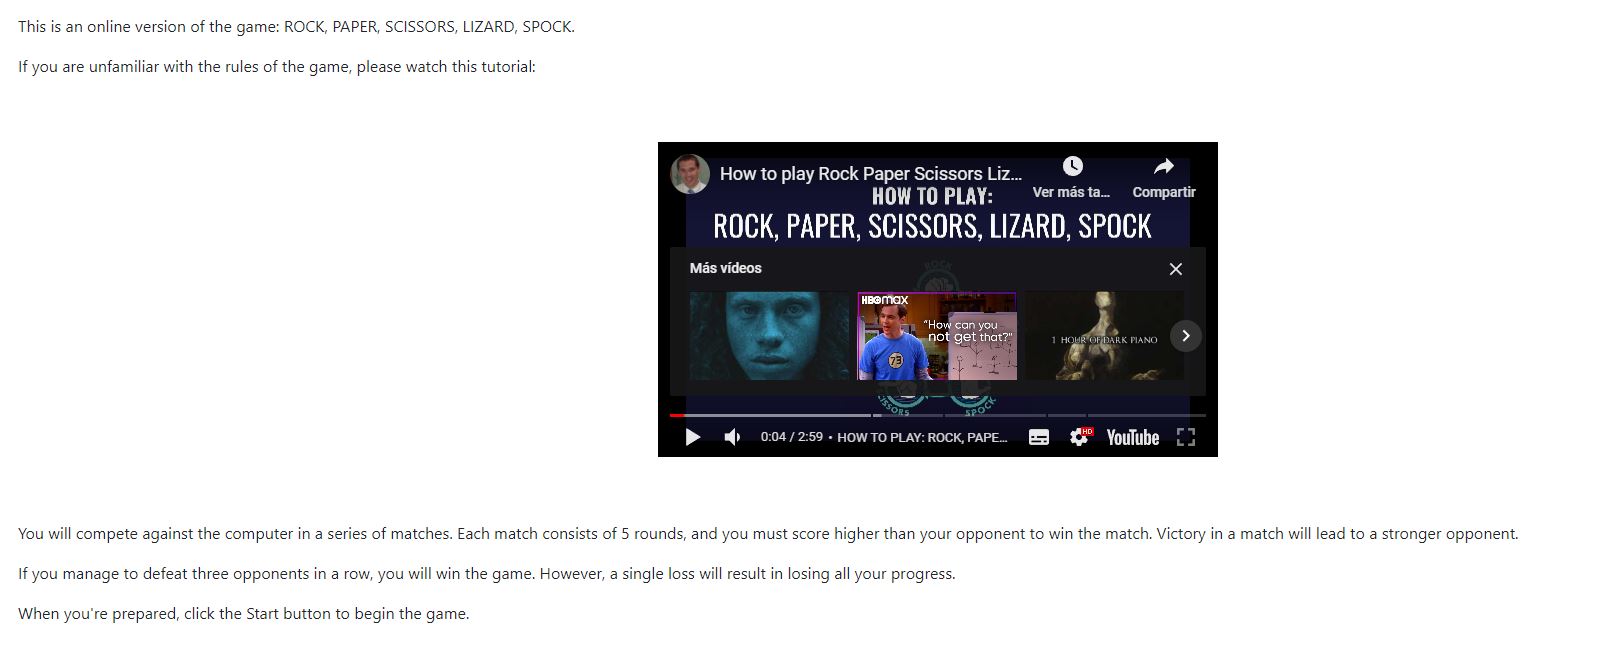 This is an online version of the game: ROCK, PAPER, SCISSORS, LIZARD, SPOCK.
If you are unfamiliar with the rules of the game, please watch this tutorial:
How to play Rock Paper Scissors Liz...
Ver más ta...
Compartir
HOW TO PLAY:
ROCK, PAPER, SCISSORS, LIZARD, SPOCK
Más vídeos
ROCK
HBOmax
"How can you
not get that?"
73
1 HOUR OF DARK PIANO
ISSORS
SPOCK
0:04 / 2:59 • HOW TO PLAY: ROCK, PAPE...
HD
YouTube
You will compete against the computer in a series of matches. Each match consists of 5 rounds, and you must score higher than your opponent to win the match. Victory in a match will lead to a stronger opponent.
If you manage to defeat three opponents in a row, you will win the game. However, a single loss will result in losing all your progress.
When you're prepared, click the Start button to begin the game.